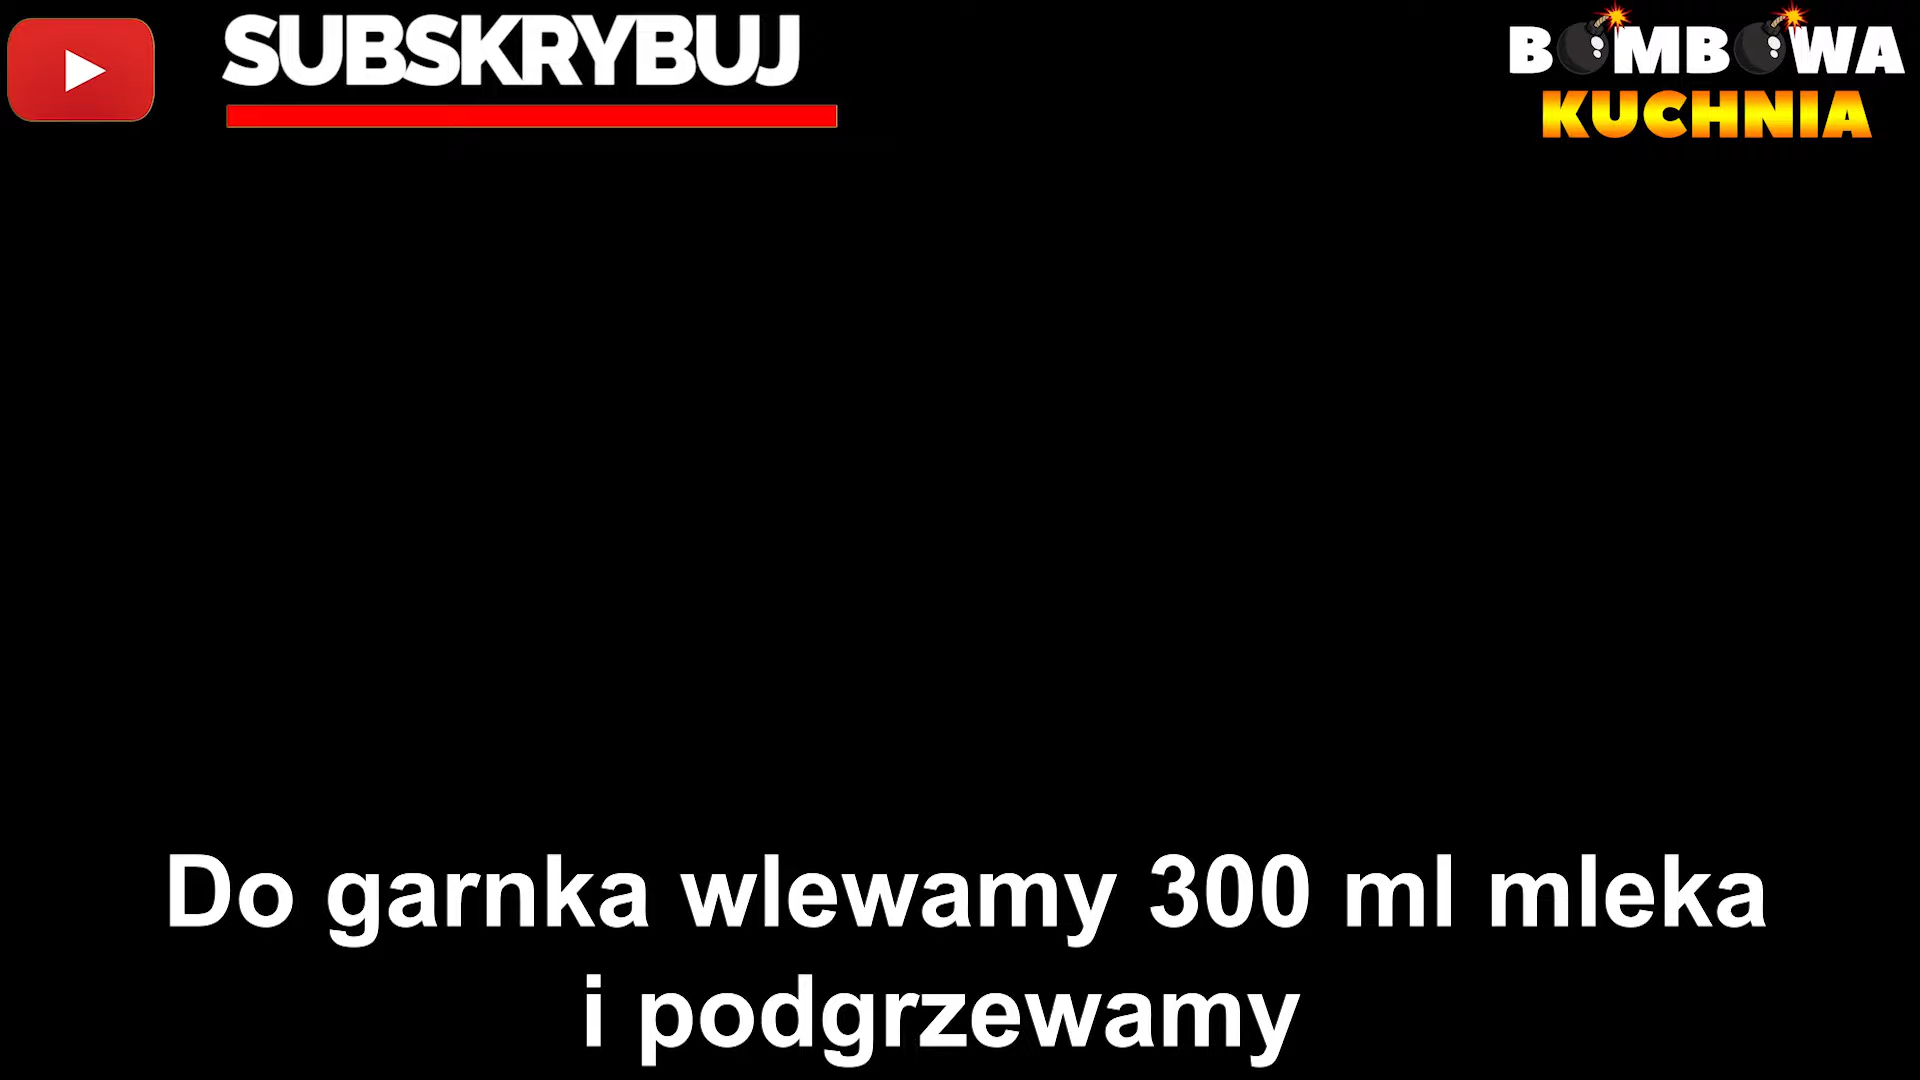 SUBSKRYBUJ
BOMBOWA
KUCHNIA
Do garnka wlewamy 300 ml mleka
i podgrzewamy